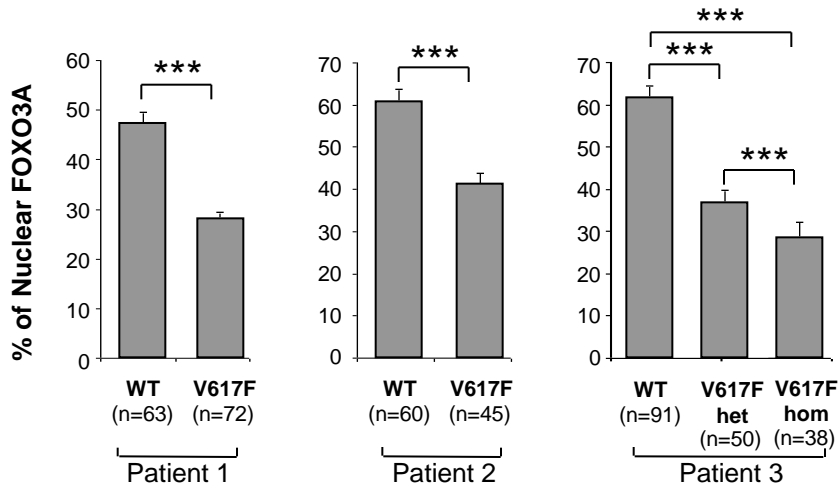 % of Nuclear FOXO3A
60
50
40
30
20
10
0
***
WT
(n=63)
V617F
(n=72)
Patient 1
70
60
50
40
30
20
10
0
***
WT
(n=60)
V617F
(n=45)
Patient 2
70
60
50
40
30
20
10
0
***
***
***
WT
(n=91)
V617F
het
(n=50)
V617F
hom
(n=38)
Patient 3